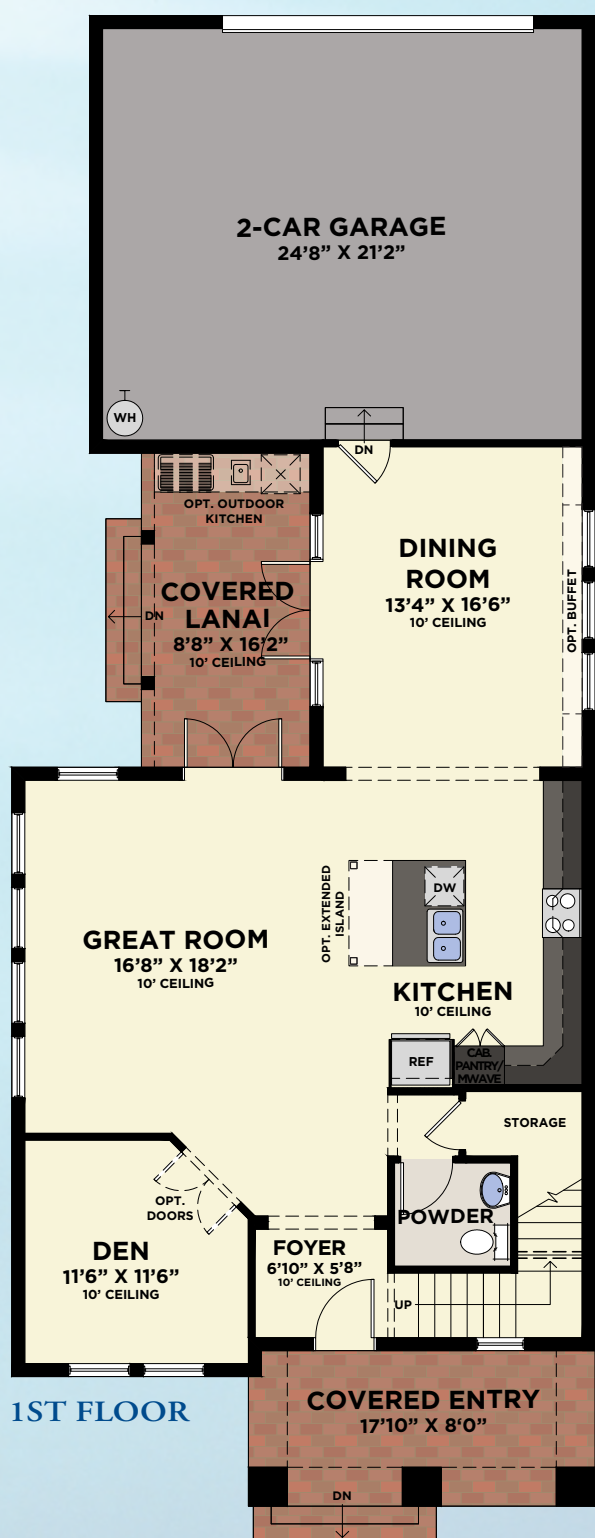 2-CAR GARAGE
24'8" X 21'2"
WH
DN
OPT. OUTDOOR
KITCHEN
DINING
ROOM
13'4" X 16'6"
10' CEILING
OPT. BUFFET
COVERED
LANAI
8'8" X 16'2"
10' CEILING
DN
OPT. EXTENDED
ISLAND
DW
GREAT ROOM
16'8" X 18'2"
10' CEILING
KITCHEN
10' CEILING
REF
CAB.
PANTRY/
MWAVE
STORAGE
OPT.
DOORS
POWDER
DEN
11'6" X 11'6"
10' CEILING
FOYER
6'10" X 5'8"
10' CEILING
UP
1ST FLOOR
COVERED ENTRY
17'10" X 8'0"
DN